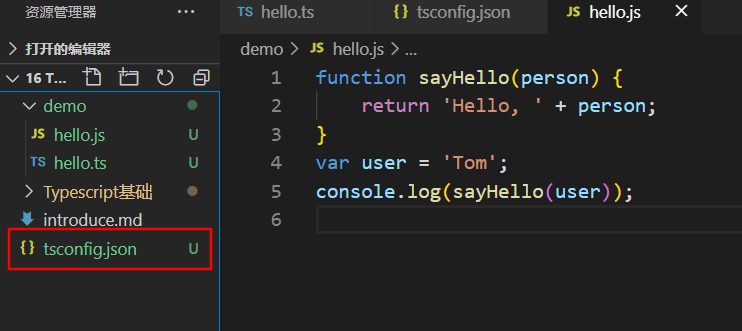 资源管理器 ···
打开的编辑器
16 T...
demo
JS hello.js U
TS hello.ts U
Typescript基础
introduce.md
{} tsconfig.json U
TS hello.ts {} tsconfig.json JS hello.js ×
demo > JS hello.js > ...
1 function sayHello(person) {
2 return 'Hello, ' + person;
3 }
4 var user = 'Tom';
5 console.log(sayHello(user));
6